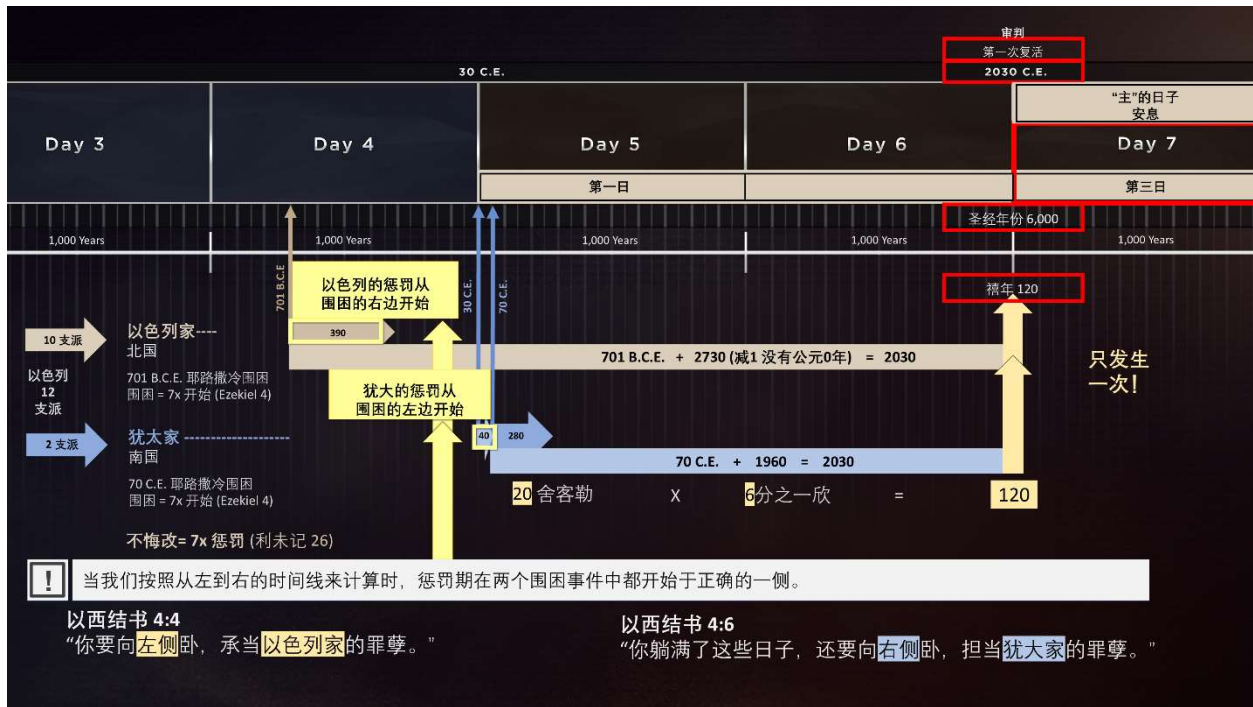 审判
第一次复活
30 C.E.
2030 C.E.
“主”的日子
安息
Day 3
Day 4
Day 5
Day 6
Day 7
第一日
第三日
圣经年份 6,000
1,000 Years
1,000 Years
1,000 Years
1,000 Years
1,000 Years
701 B.C.E
以色列的惩罚从
围困的右边开始
30 C.E.
70 C.E.
禧年 120
10 支派
以色列家----
北国
390
701 B.C.E. + 2730 (减1 没有公元0年) = 2030
只发生
一次!
以色列
12
支派
701 B.C.E. 耶路撒冷围困
围困 = 7x 开始 (Ezekiel 4)
犹大的惩罚从
围困的左边开始
2 支派
犹太家 --------------------
南国
40
280
70 C.E. + 1960 = 2030
70 C.E. 耶路撒冷围困
围困 = 7x 开始 (Ezekiel 4)
20 舍客勒 X 6分之一欣 = 120
不悔改= 7x 惩罚 (利未记 26)
! 当我们按照从左到右的时间线来计算时，惩罚期在两个围困事件中都开始于正确的一侧。
以西结书 4:4
“你要向左侧卧，承当以色列家的罪孽。”
以西结书 4:6
“你躺满了这些日子，还要向右侧卧，担当犹大家的罪孽。”